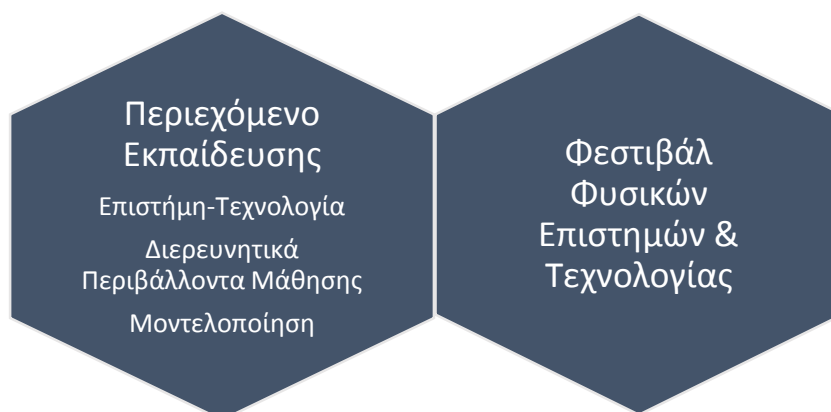 Περιεχόμενο
Εκπαίδευσης
Επιστήμη-Τεχνολογία
Διερευνητικά
Περιβάλλοντα Μάθησης
Μοντελοποίηση
Φεστιβάλ
Φυσικών
Επιστημών &
Τεχνολογίας